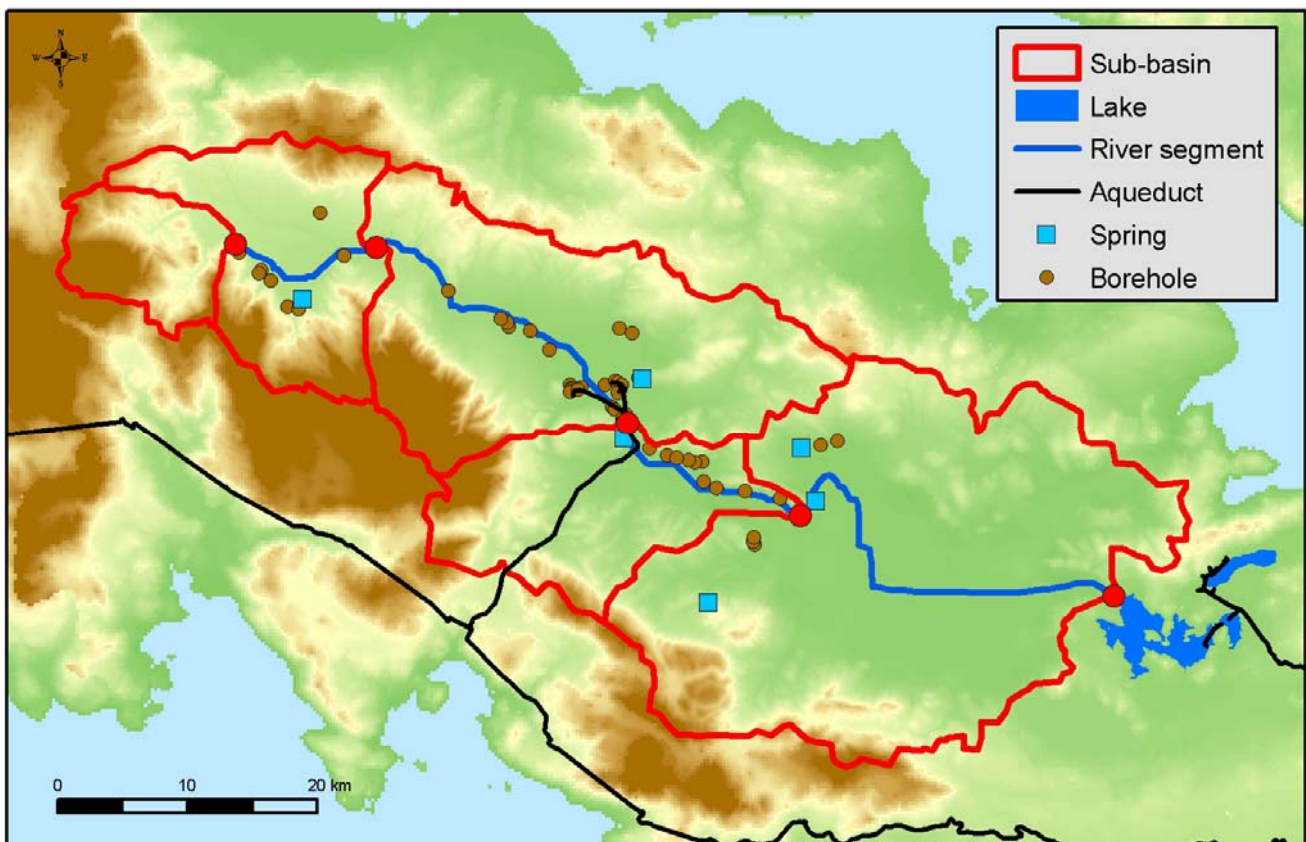 N
W E
S
Sub-basin
Lake
River segment
Aqueduct
Spring
Borehole
0 10 20 km